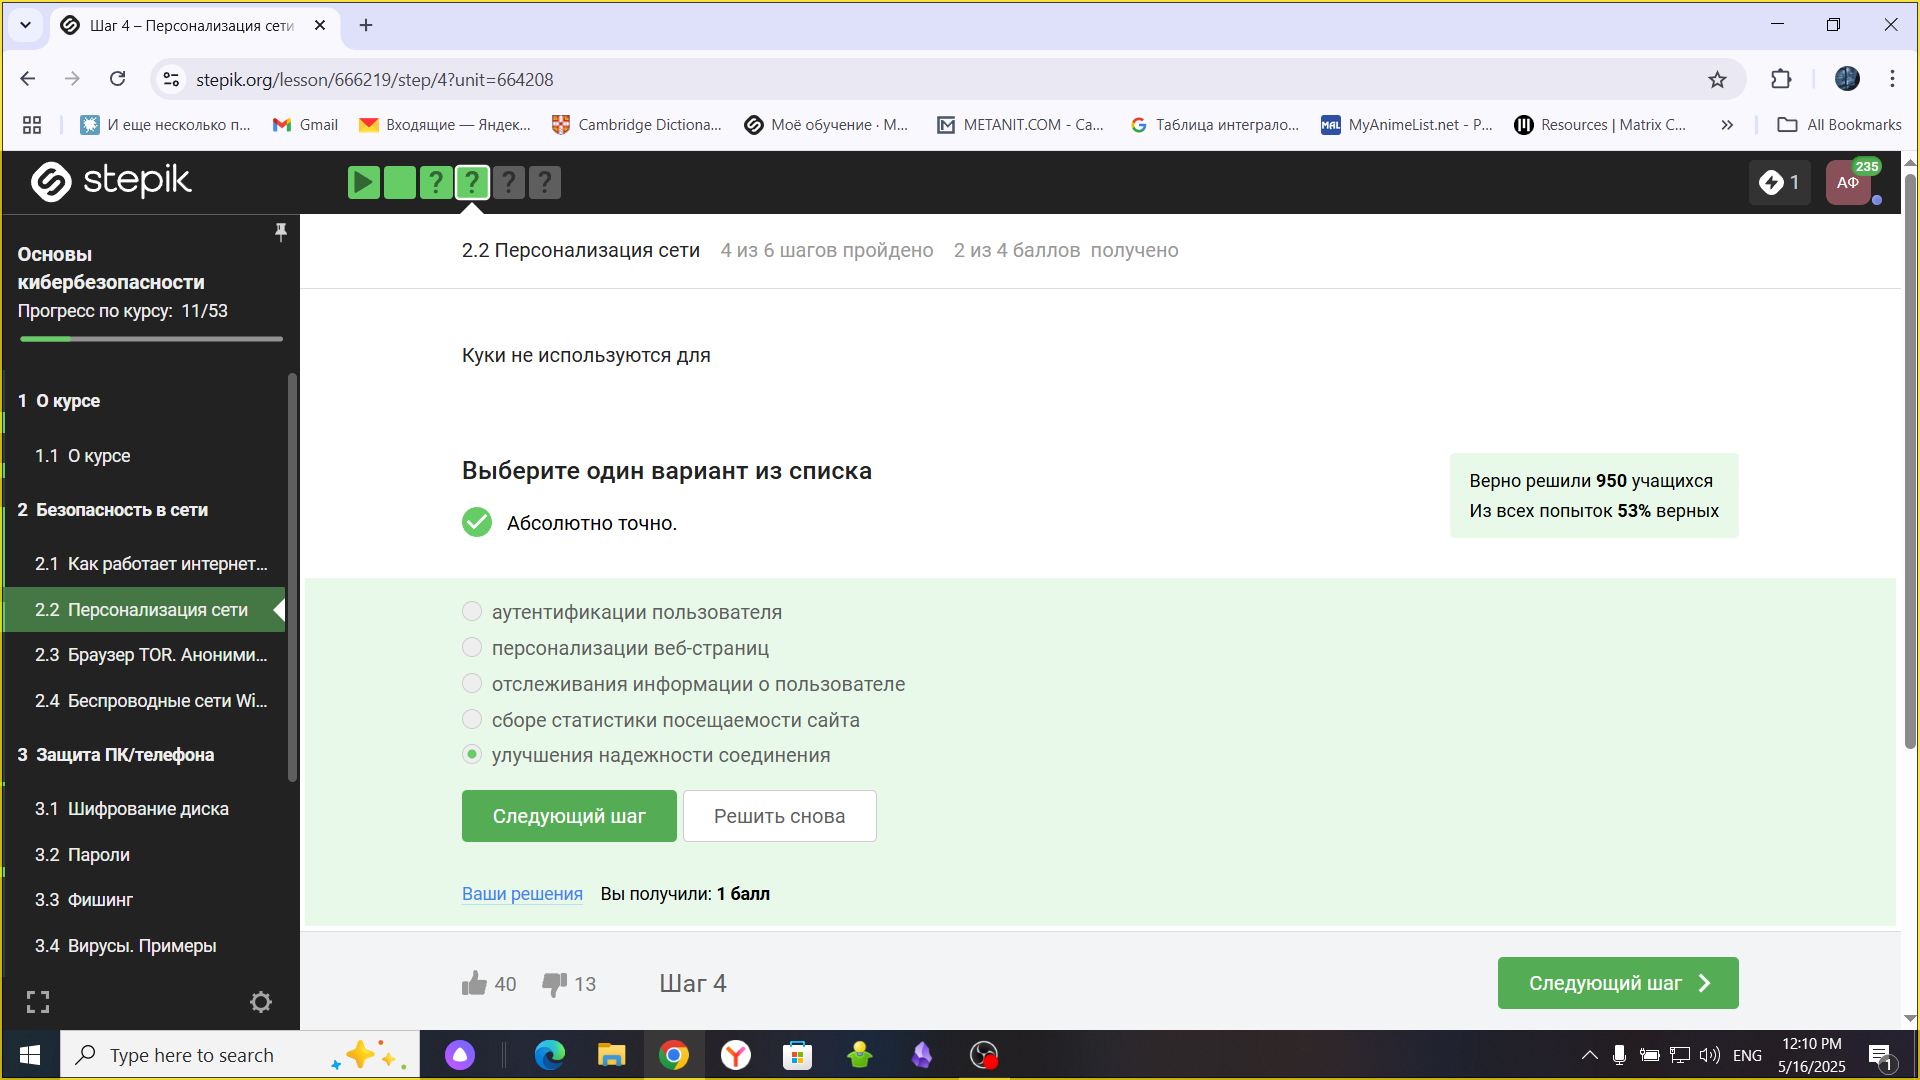 Шаг 4 – Персонализация сети
stepik.org/lesson/666219/step/4?unit=664208
И еще несколько п...
Gmail
Входящие — Яндек...
Cambridge Dictiona...
Моё обучение · M...
METANIT.COM - Са...
Таблица интеграло...
MAL
MyAnimeList.net - P...
Resources | Matrix C...
»
All Bookmarks
stepik
? ? ? ?
1
АФ
235
Основы
кибербезопасности
Прогресс по курсу: 11/53
1 О курсе
1.1 О курсе
2 Безопасность в сети
2.1 Как работает интернет...
2.2 Персонализация сети
2.3 Браузер TOR. Аноними...
2.4 Беспроводные сети Wi...
3 Защита ПК/телефона
3.1 Шифрование диска
3.2 Пароли
3.3 Фишинг
3.4 Вирусы. Примеры
2.2 Персонализация сети 4 из 6 шагов пройдено 2 из 4 баллов получено
Куки не используются для
Выберите один вариант из списка
Абсолютно точно.
Верно решили 950 учащихся
Из всех попыток 53% верных
аутентификации пользователя
персонализации веб-страниц
отслеживания информации о пользователе
сборе статистики посещаемости сайта
улучшения надежности соединения
Следующий шаг
Решить снова
Ваши решения Вы получили: 1 балл
40
13
Шаг 4
Следующий шаг
Type here to search
ENG
12:10 PM
5/16/2025
1